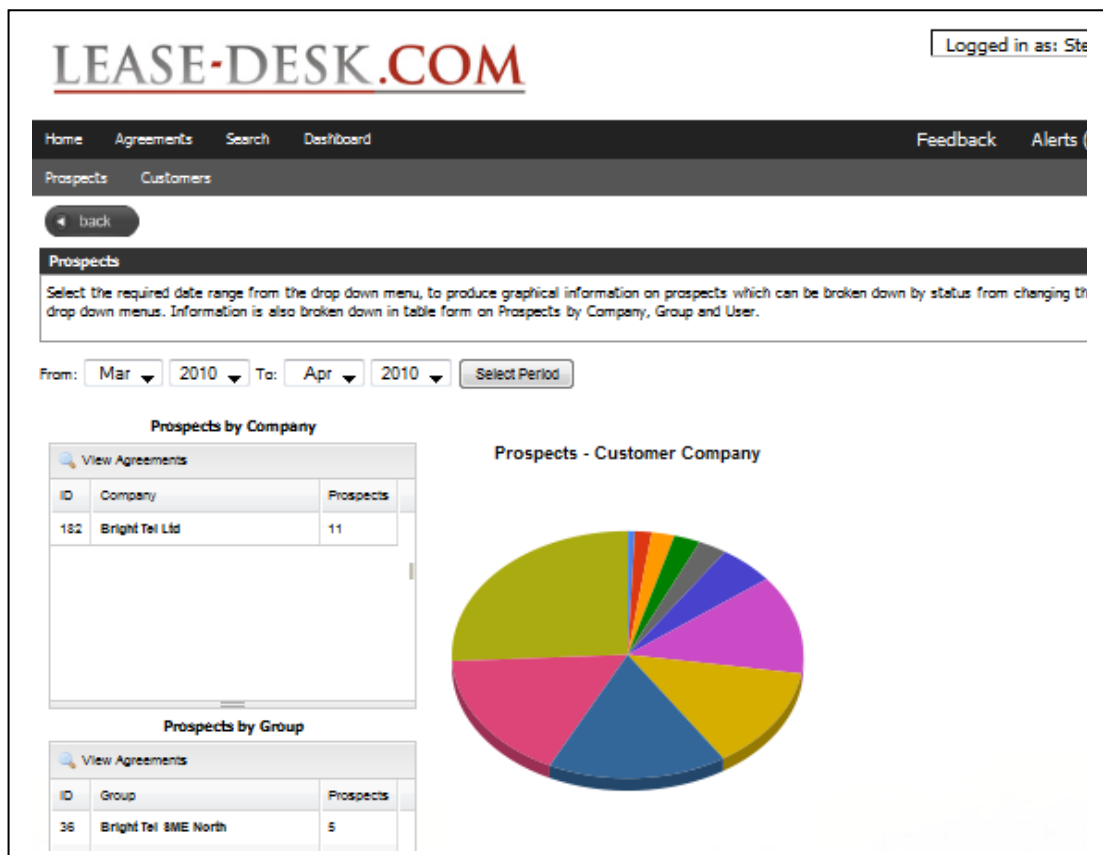 LEASE-DESK.COM
Logged in as: Ste
Home Agreements Search Dashboard Feedback Alerts (
Prospects Customers
back
Prospects
Select the required date range from the drop down menu, to produce graphical information on prospects which can be broken down by status from changing th
drop down menus. Information is also broken down in table form on Prospects by Company, Group and User.
From: Mar 2010 To: Apr 2010 Select Period
Prospects by Company
View Agreements
ID Company Prospects
182 Bright Tel Ltd 11
Prospects - Customer Company
Prospects by Group
View Agreements
ID Group Prospects
36 Bright Tel SME North 5